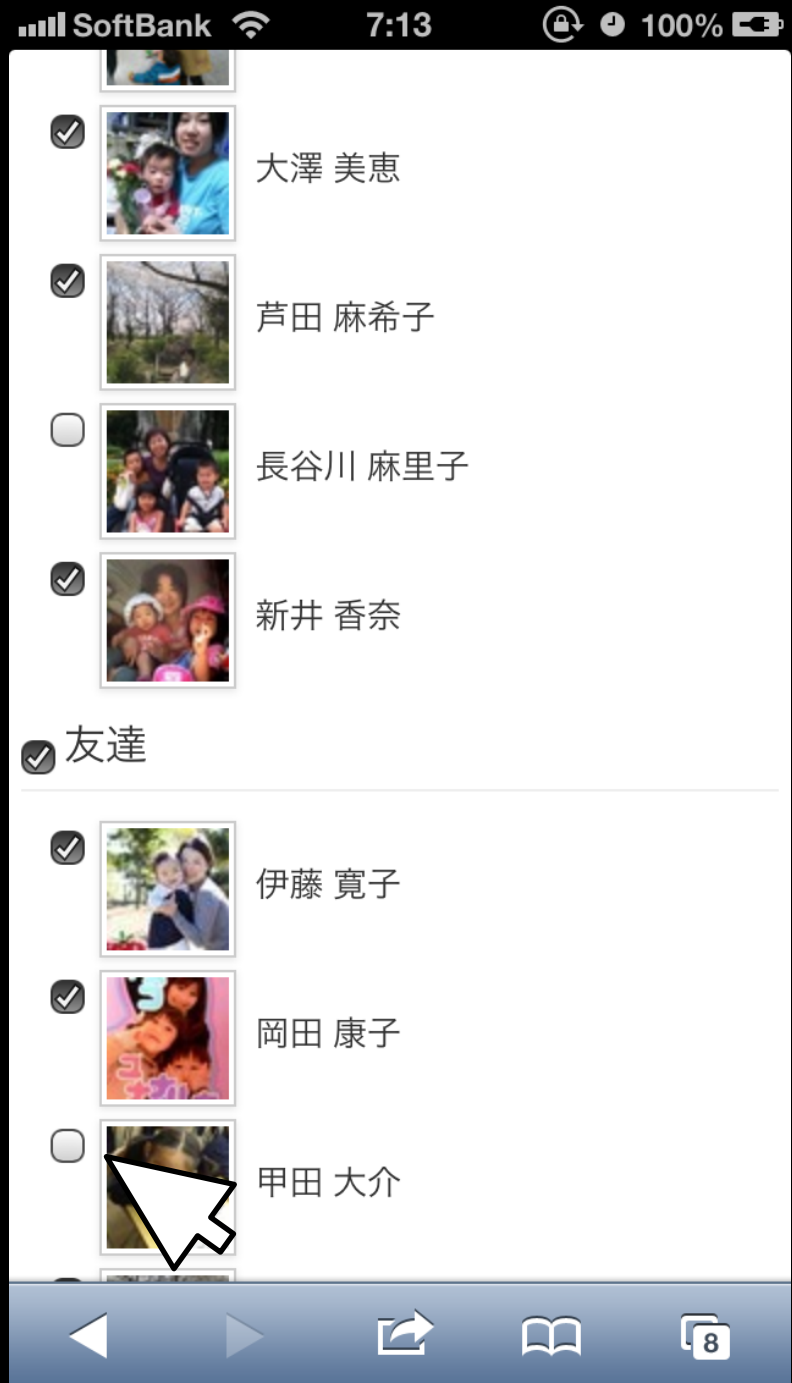 SoftBank 7:13 100%
大澤 美恵
芦田 麻希子
長谷川 麻里子
新井 香奈
友達
伊藤 寛子
岡田 康子
甲田 大介
8